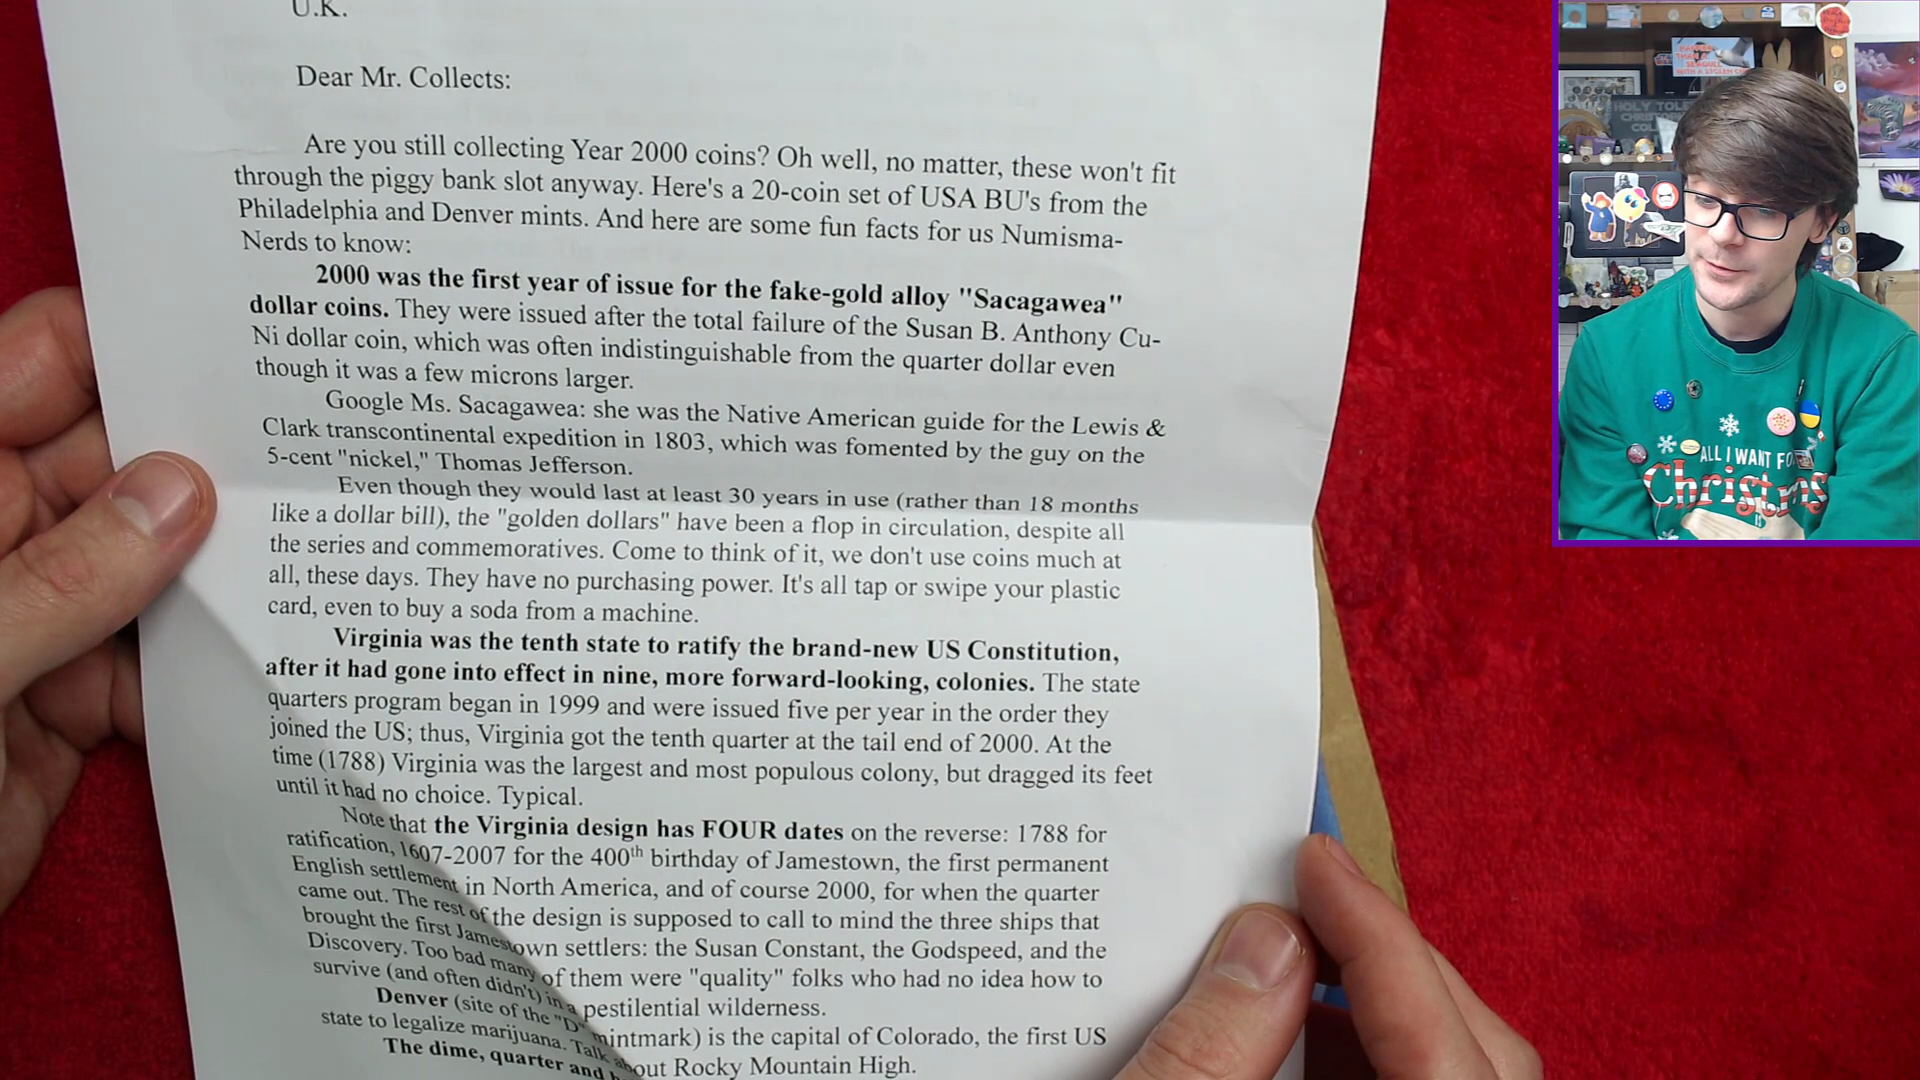 U.K.
Dear Mr. Collects:
Are you still collecting Year 2000 coins? Oh well, no matter, these won't fit
through the piggy bank slot anyway. Here's a 20-coin set of USA BU's from the
Philadelphia and Denver mints. And here are some fun facts for us Numisma-
Nerds to know:
2000 was the first year of issue for the fake-gold alloy "Sacagawea"
dollar coins. They were issued after the total failure of the Susan B. Anthony Cu-
Ni dollar coin, which was often indistinguishable from the quarter dollar even
though it was a few microns larger.
Google Ms. Sacagawea: she was the Native American guide for the Lewis &
Clark transcontinental expedition in 1803, which was fomented by the guy on the
5-cent "nickel," Thomas Jefferson.
Even though they would last at least 30 years in use (rather than 18 months
like a dollar bill), the "golden dollars" have been a flop in circulation, despite all
the series and commemoratives. Come to think of it, we don't use coins much at
all, these days. They have no purchasing power. It's all tap or swipe your plastic
card, even to buy a soda from a machine.
Virginia was the tenth state to ratify the brand-new US Constitution,
after it had gone into effect in nine, more forward-looking, colonies. The state
quarters program began in 1999 and were issued five per year in the order they
joined the US; thus, Virginia got the tenth quarter at the tail end of 2000. At the
time (1788) Virginia was the largest and most populous colony, but dragged its feet
until it had no choice. Typical.
Note that the Virginia design has FOUR dates on the reverse: 1788 for
ratification, 1607-2007 for the 400th birthday of Jamestown, the first permanent
English settlement in North America, and of course 2000, for when the quarter
came out. The rest of the design is supposed to call to mind the three ships that
brought the first Jamestown settlers: the Susan Constant, the Godspeed, and the
Discovery. Too bad many of them were "quality" folks who had no idea how to
survive (and often didn't) in a pestilential wilderness.
Denver (site of the "D" mintmark) is the capital of Colorado, the first US
state to legalize marijuana. Talk about Rocky Mountain High.
The dime, quarter and
HOLY TOLE
CHRISTO
COL
ALL I WANT FO
Christmas